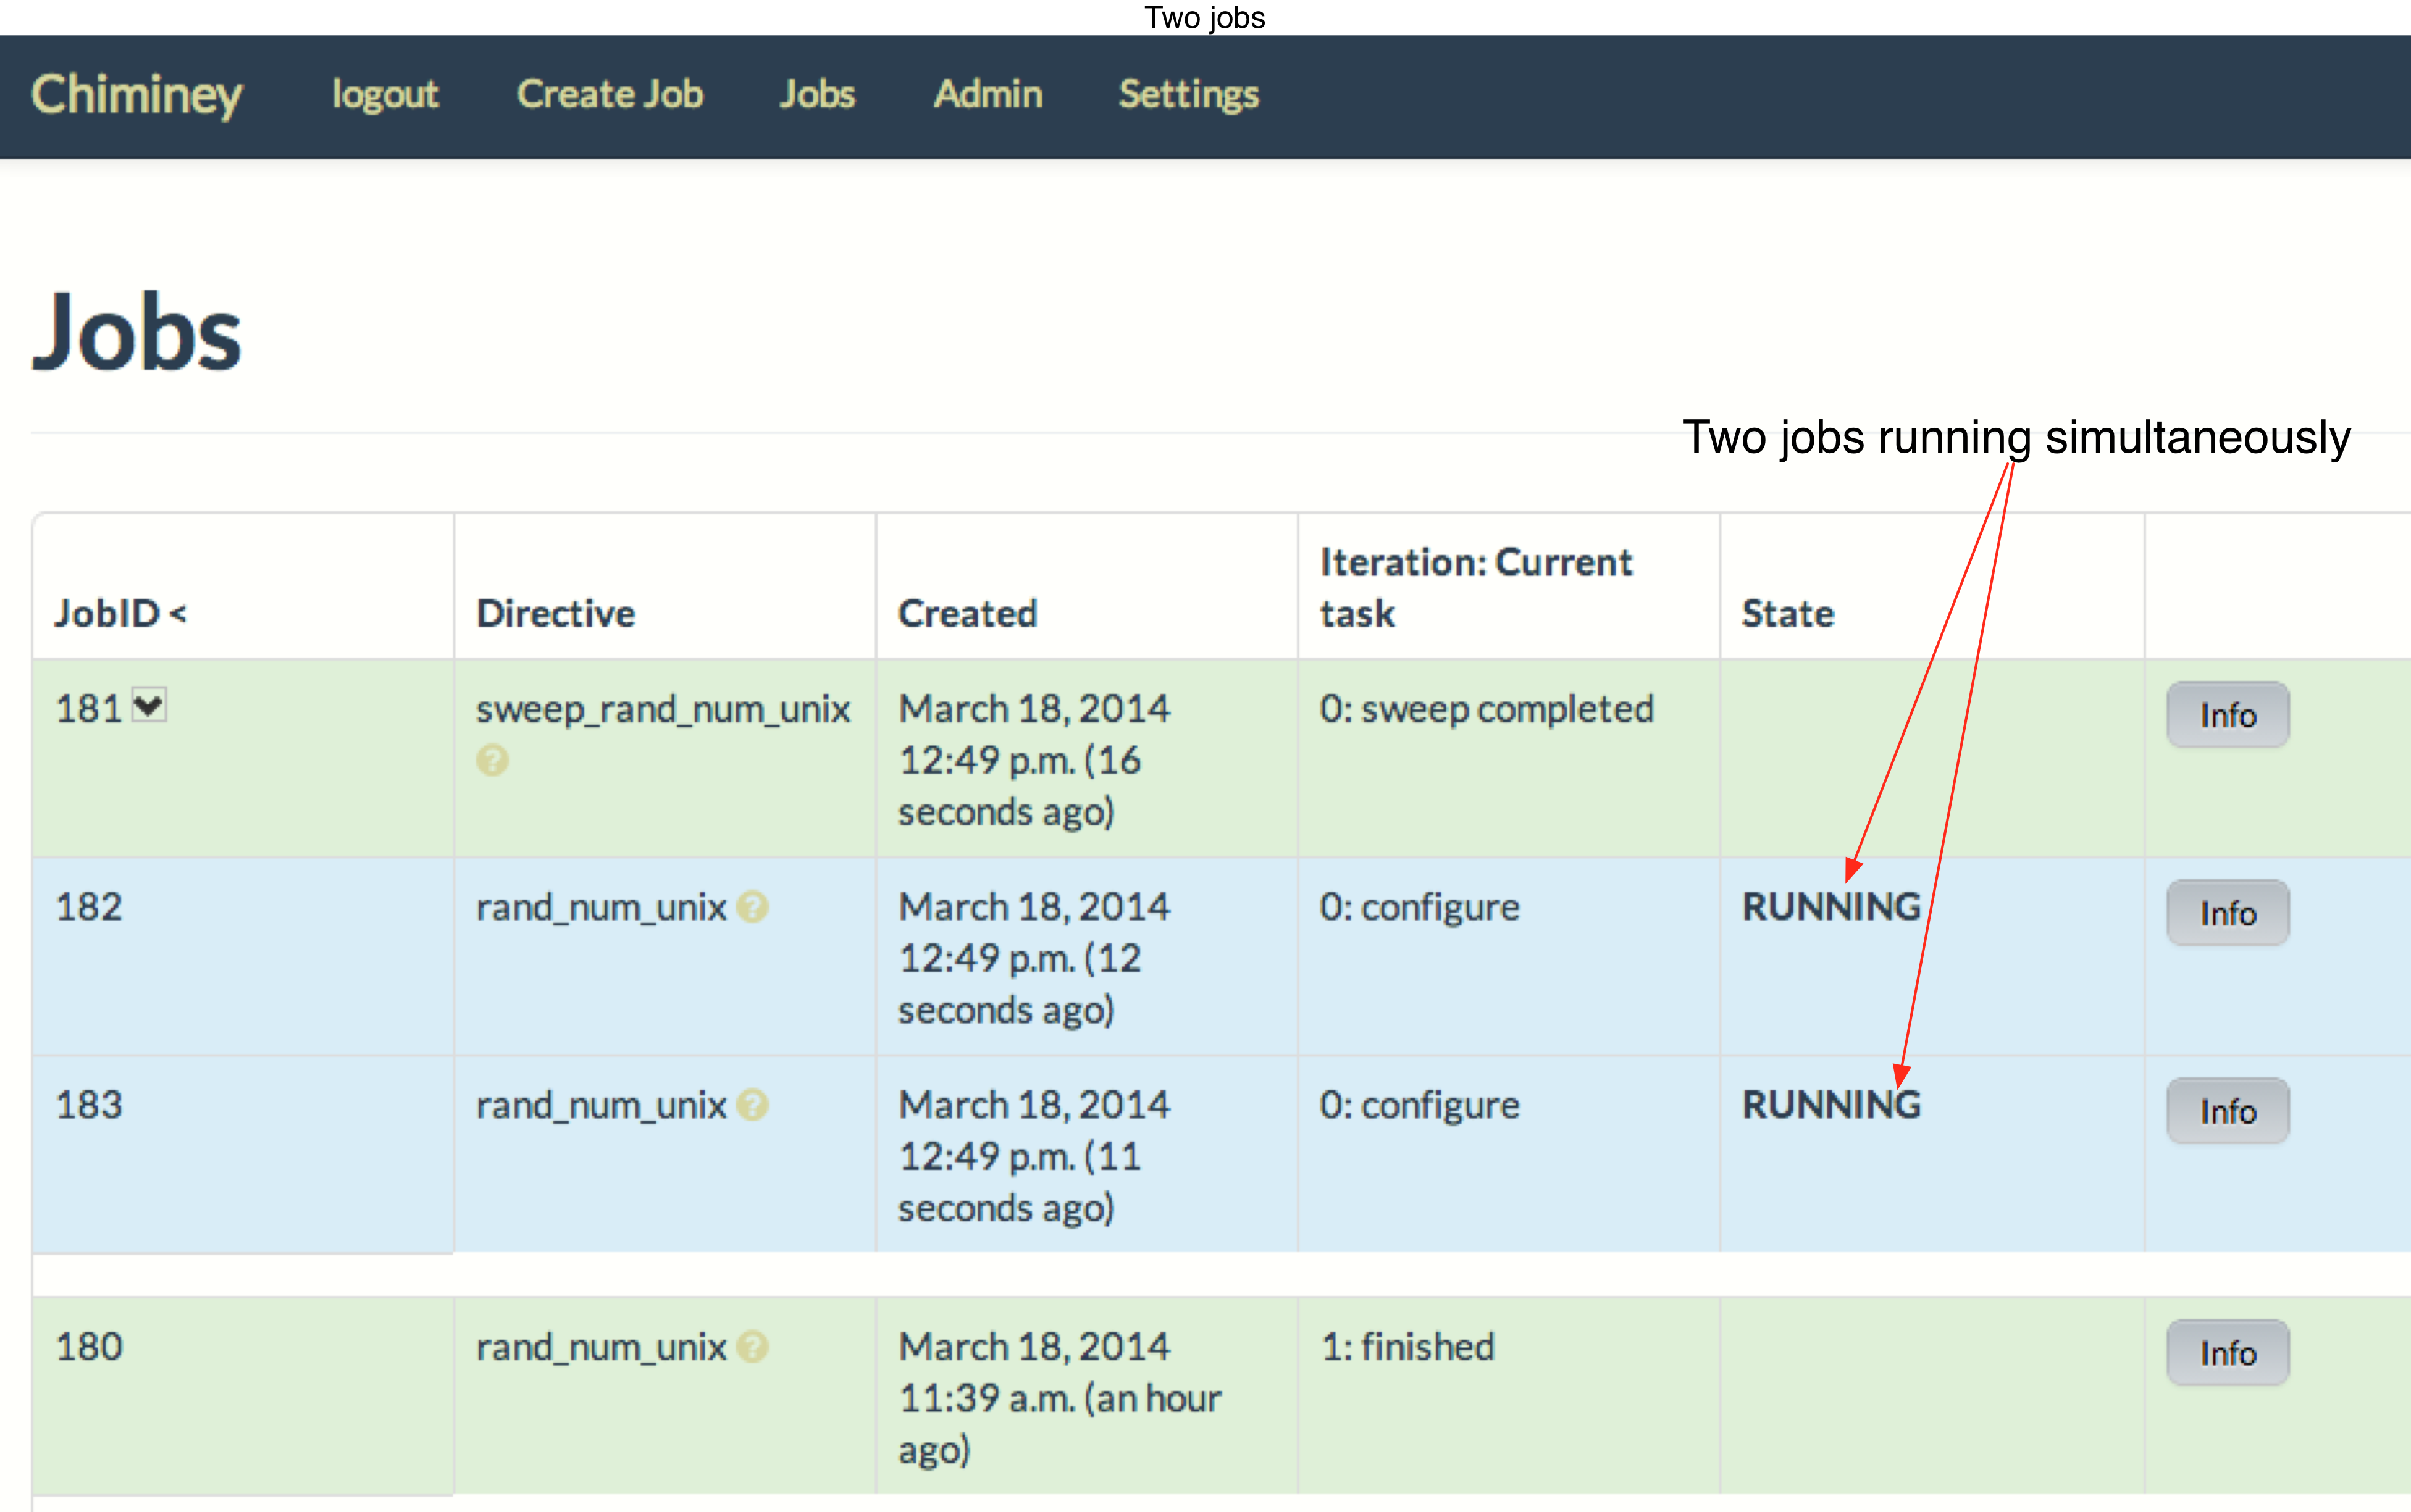 Two jobs
Chiminey logout Create Job Jobs Admin Settings
Jobs
Two jobs running simultaneously
JobID < Directive Created Iteration: Current task State
181 sweep_rand_num_unix ? March 18, 2014 12:49 p.m. (16 seconds ago) 0: sweep completed Info
182 rand_num_unix ? March 18, 2014 12:49 p.m. (12 seconds ago) 0: configure RUNNING Info
183 rand_num_unix ? March 18, 2014 12:49 p.m. (11 seconds ago) 0: configure RUNNING Info
180 rand_num_unix ? March 18, 2014 11:39 a.m. (an hour ago) 1: finished Info